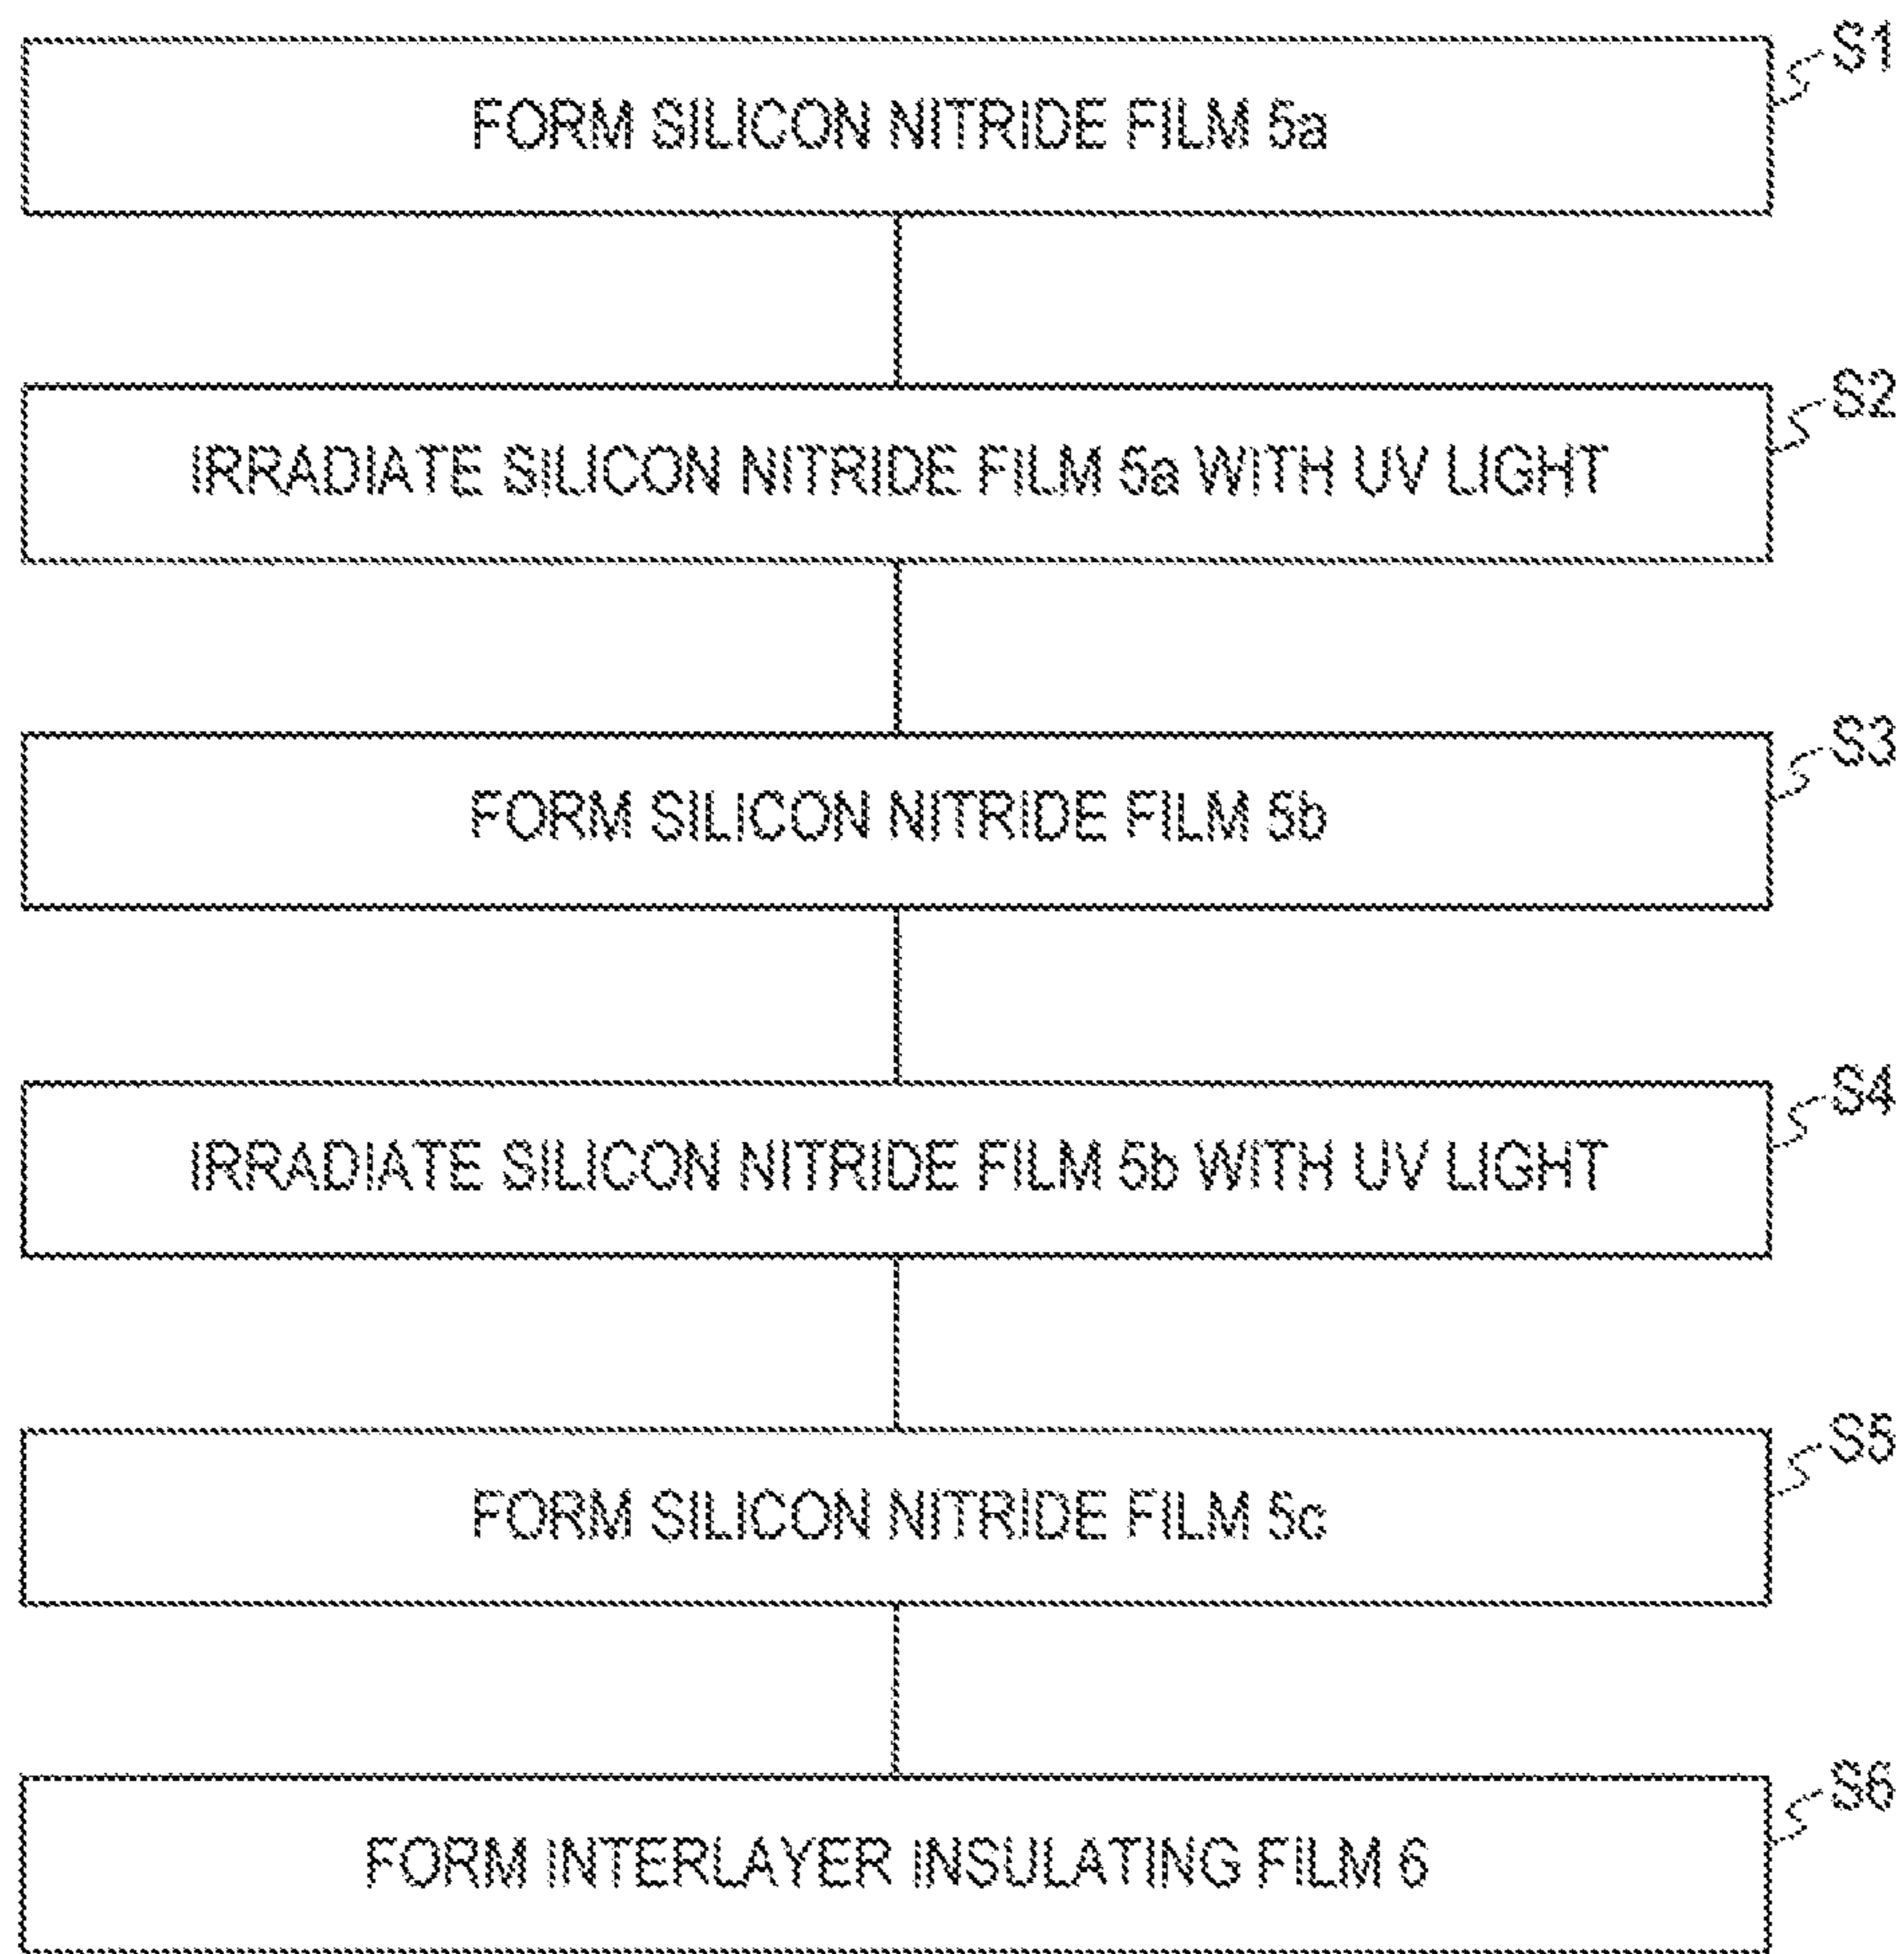 S1
FORM SILICON NITRIDE FILM 5a
S2
IRRADIATE SILICON NITRIDE FILM 5a WITH UV LIGHT
S3
FORM SILICON NITRIDE FILM 5b
S4
IRRADIATE SILICON NITRIDE FILM 5b WITH UV LIGHT
S5
FORM SILICON NITRIDE FILM 5c
S6
FORM INTERLAYER INSULATING FILM 6